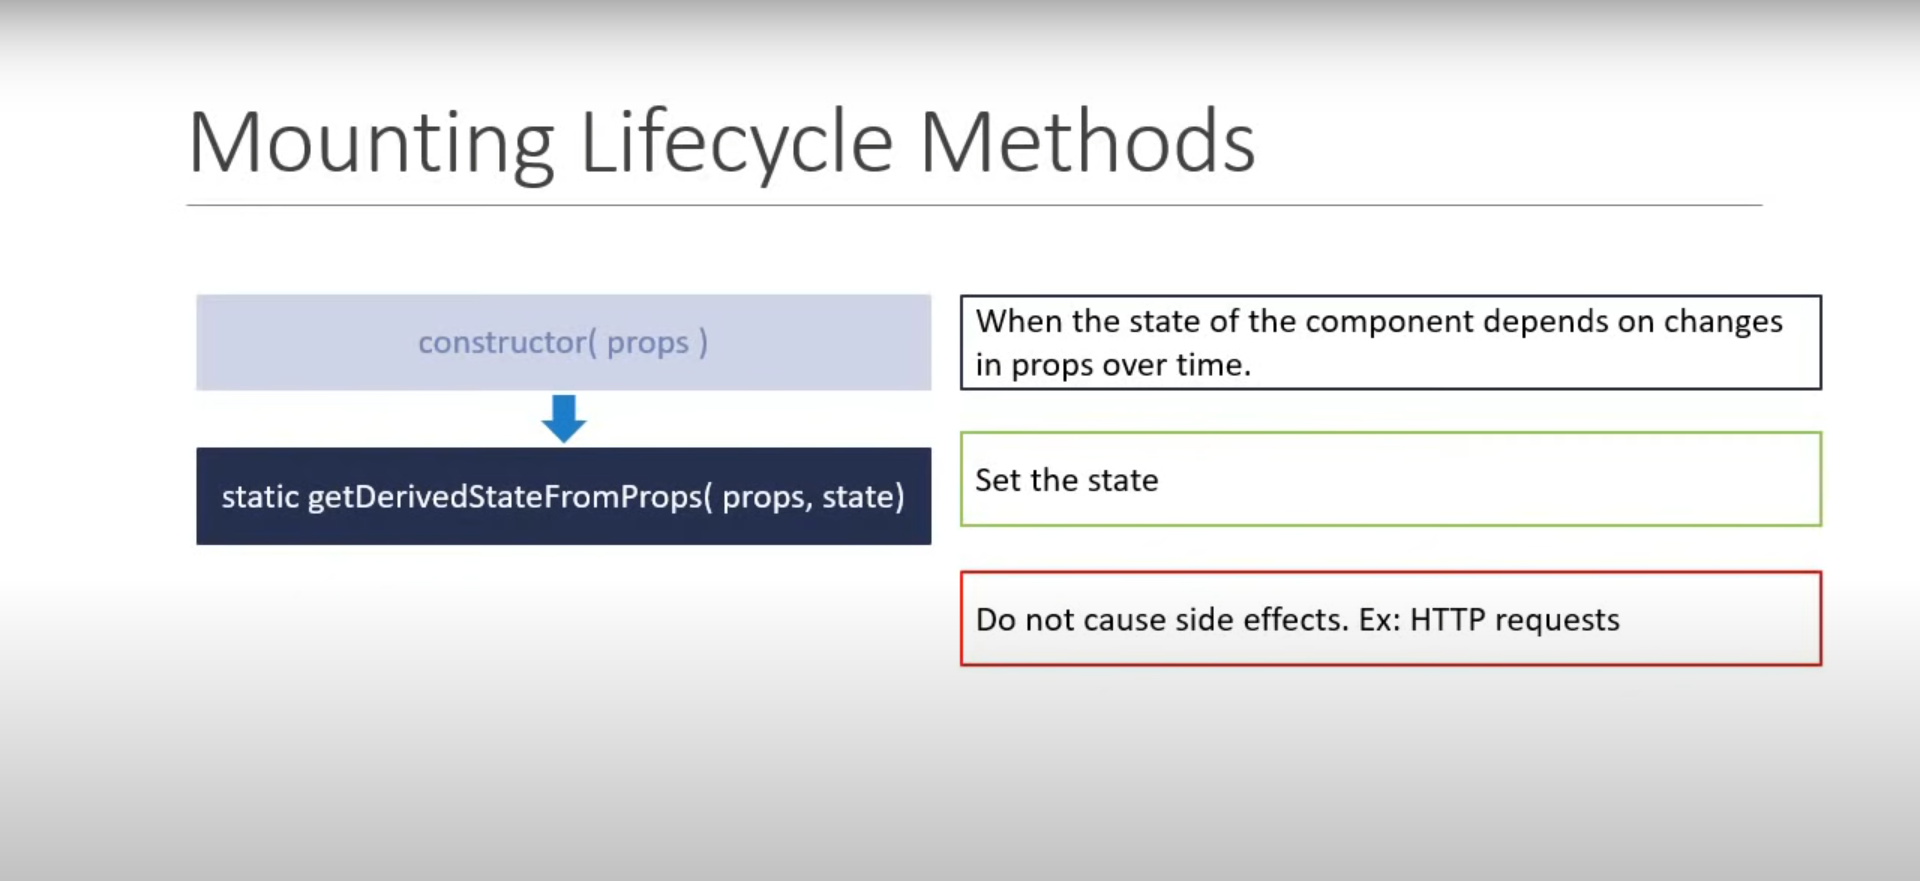 Mounting Lifecycle Methods
constructor( props )
static getDerivedStateFromProps( props, state)
When the state of the component depends on changes
in props over time.
Set the state
Do not cause side effects. Ex: HTTP requests